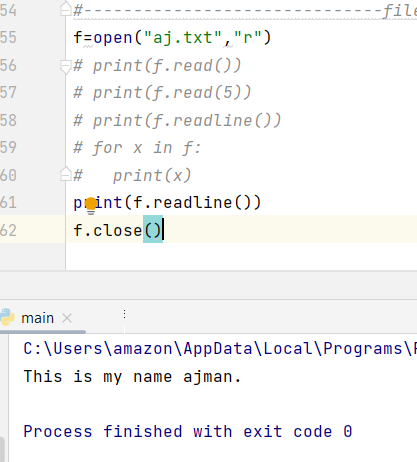 54 #------------------------------file
55 f=open("aj.txt","r")
56 # print(f.read())
57 # print(f.read(5))
58 # print(f.readline())
59 # for x in f:
60 #   print(x)
61 print(f.readline())
62 f.close()
main
C:\Users\amazon\AppData\Local\Programs\
This is my name ajman.
Process finished with exit code 0